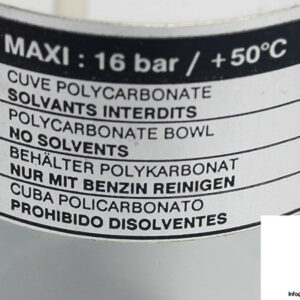 MAXI : 16 bar / +50°C
CUVE POLYCARBONATE
SOLVANTS INTERDITS
POLYCARBONATE BOWL
NO SOLVENTS
BEHÄLTER POLYKARBONAT
NUR MIT BENZIN REINIGEN
CUBA POLICARBONATO
PROHIBIDO DISOLVENTES